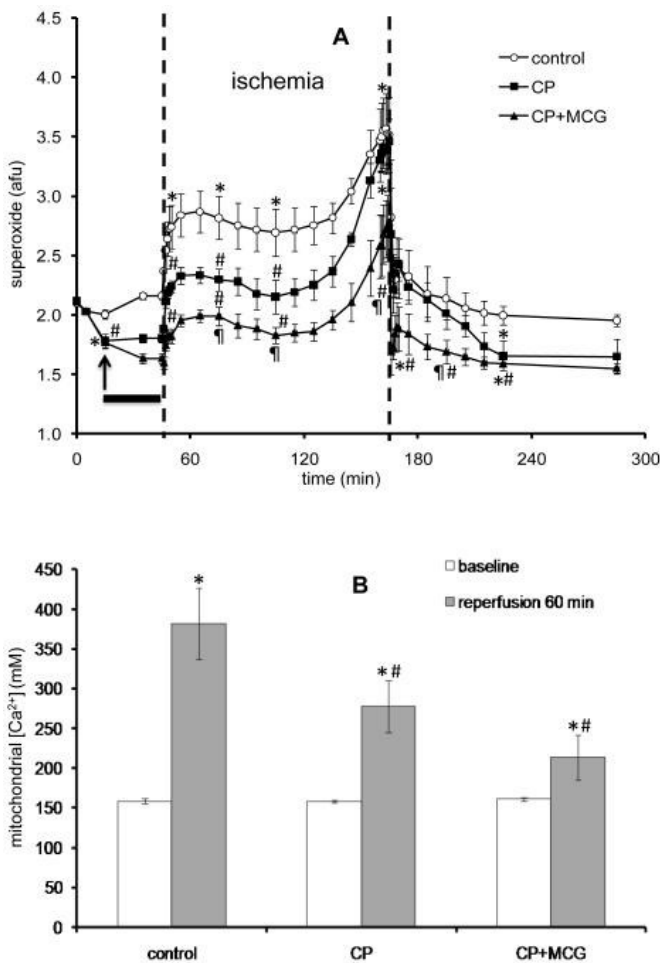 A
4.5
4.0
3.5
3.0
2.5
2.0
1.5
1.0
superoxide (afu)
ischemia
control
CP
CP+MCG
* * * * * *
# # # # # #
¶ ¶ ¶ # *# ¶ # *#
0 60 120 180 240 300
time (min)
B
baseline
reperfusion 60 min
450
400
350
300
250
200
150
100
50
0
mitochondrial [Ca²⁺] (mM)
*
*#
*#
control CP CP+MCG